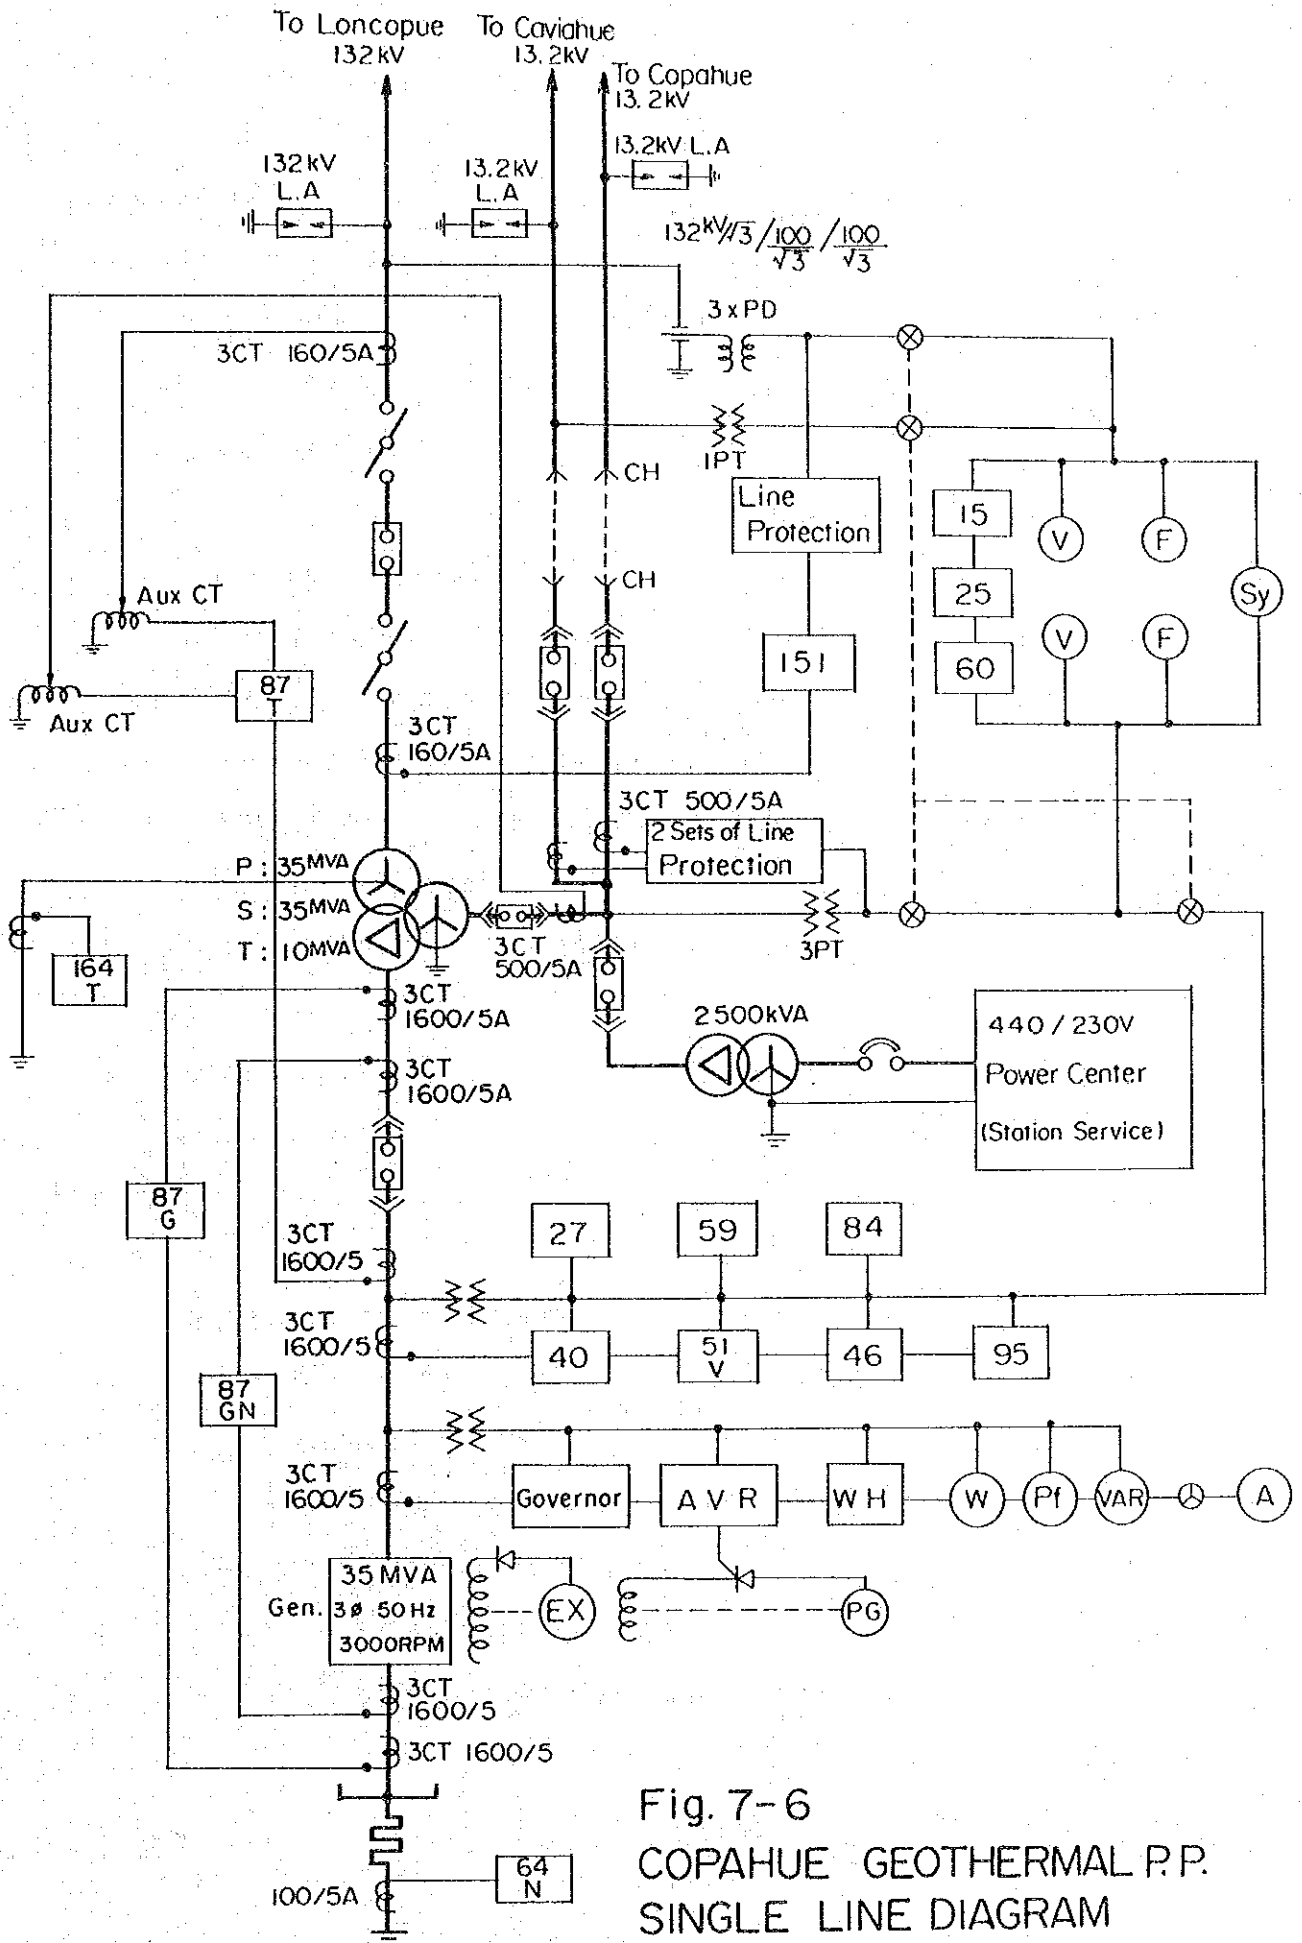 To Loncopue
132kV
To Caviahue
13.2kV
To Copahue
13.2kV
132kV
L.A
13.2kV
L.A
13.2kV L.A
132kV/√3/100/√3/100/√3
3xPD
3CT 160/5A
1PT
CH
Line
Protection
15
V
F
25
Sy
CH
Aux CT
V
F
60
151
87
T
Aux CT
3CT
160/5A
3CT 500/5A
2 Sets of Line
Protection
P : 35MVA
S : 35MVA
T : 10MVA
3CT
500/5A
3PT
164
T
3CT
1600/5A
2500kVA
440 / 230V
Power Center
(Station Service)
3CT
1600/5A
87
G
3CT
1600/5
27
59
84
3CT
1600/5
40
51
V
46
95
87
GN
3CT
1600/5
Governor
AVR
WH
W
Pf
VAR
A
Gen.
35MVA
3ø 50Hz
3000RPM
EX
PG
3CT
1600/5
3CT 1600/5
64
N
100/5A
Fig. 7-6
COPAHUE GEOTHERMAL P.P.
SINGLE LINE DIAGRAM